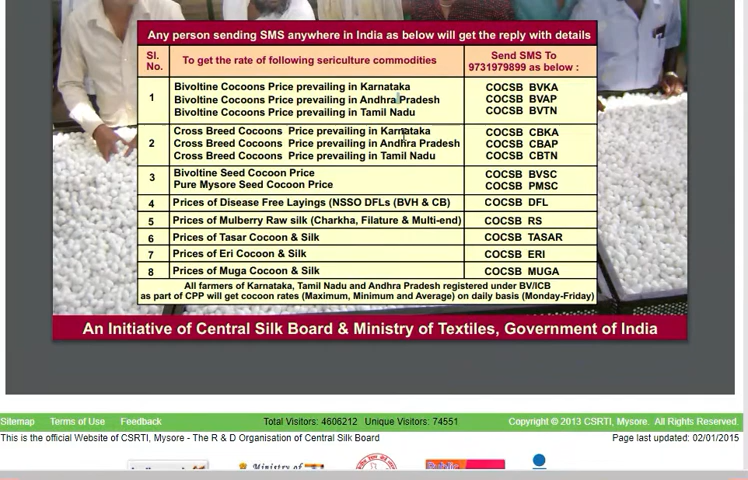 Any person sending SMS anywhere in India as below will get the reply with details
Sl. No.
To get the rate of following sericulture commodities
Send SMS To 9731979899 as below :
1
Bivoltine Cocoons Price prevailing in Karnataka
COCSB BVKA
Bivoltine Cocoons Price prevailing in Andhra Pradesh
COCSB BVAP
Bivoltine Cocoons Price prevailing in Tamil Nadu
COCSB BVTN
2
Cross Breed Cocoons Price prevailing in Karnataka
COCSB CBKA
Cross Breed Cocoons Price prevailing in Andhra Pradesh
COCSB CBAP
Cross Breed Cocoons Price prevailing in Tamil Nadu
COCSB CBTN
3
Bivoltine Seed Cocoon Price
COCSB BVSC
Pure Mysore Seed Cocoon Price
COCSB PMSC
4 Prices of Disease Free Layings (NSSO DFLs (BVH & CB) COCSB DFL
5 Prices of Mulberry Raw silk (Charkha, Filature & Multi-end) COCSB RS
6 Prices of Tasar Cocoon & Silk COCSB TASAR
7 Prices of Eri Cocoon & Silk COCSB ERI
8 Prices of Muga Cocoon & Silk COCSB MUGA
All farmers of Karnataka, Tamil Nadu and Andhra Pradesh registered under BV/ICB
as part of CPP will get cocoon rates (Maximum, Minimum and Average) on daily basis (Monday-Friday)
An Initiative of Central Silk Board & Ministry of Textiles, Government of India
Sitemap Terms of Use Feedback Total Visitors: 4606212 Unique Visitors: 74551 Copyright © 2013 CSRTI, Mysore. All Rights Reserved.
This is the official Website of CSRTI, Mysore - The R & D Organisation of Central Silk Board Page last updated: 02/01/2015
Ministry of
Public